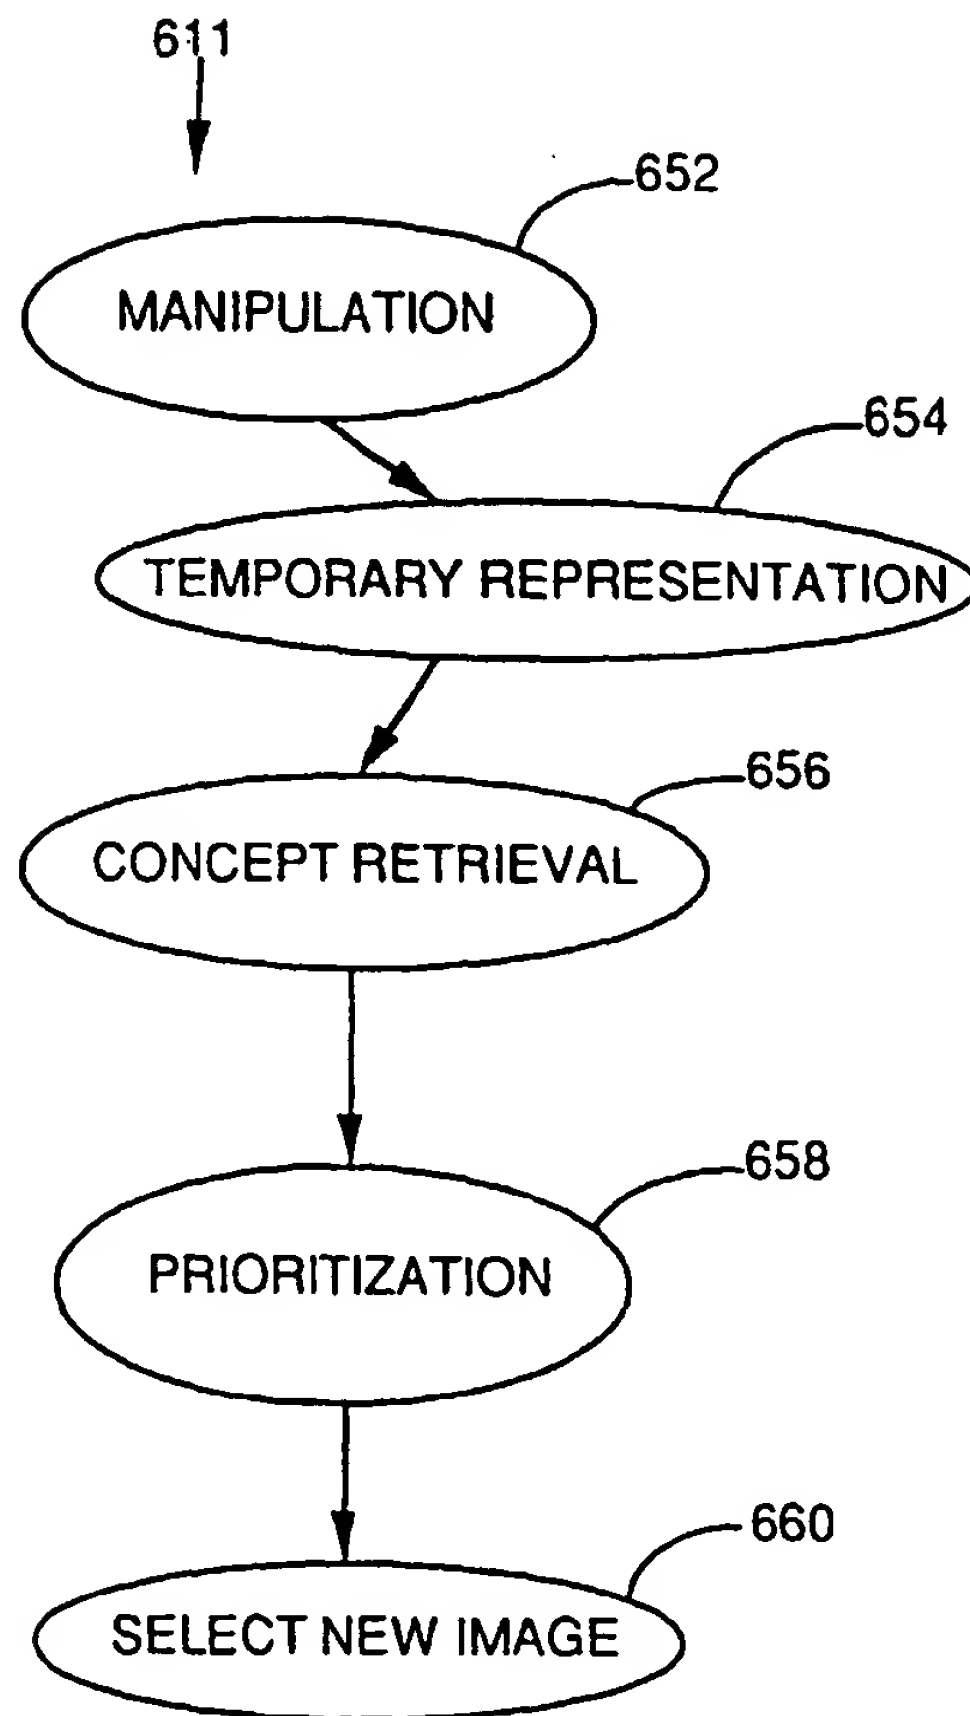 611
652
MANIPULATION
654
TEMPORARY REPRESENTATION
656
CONCEPT RETRIEVAL
658
PRIORITIZATION
660
SELECT NEW IMAGE